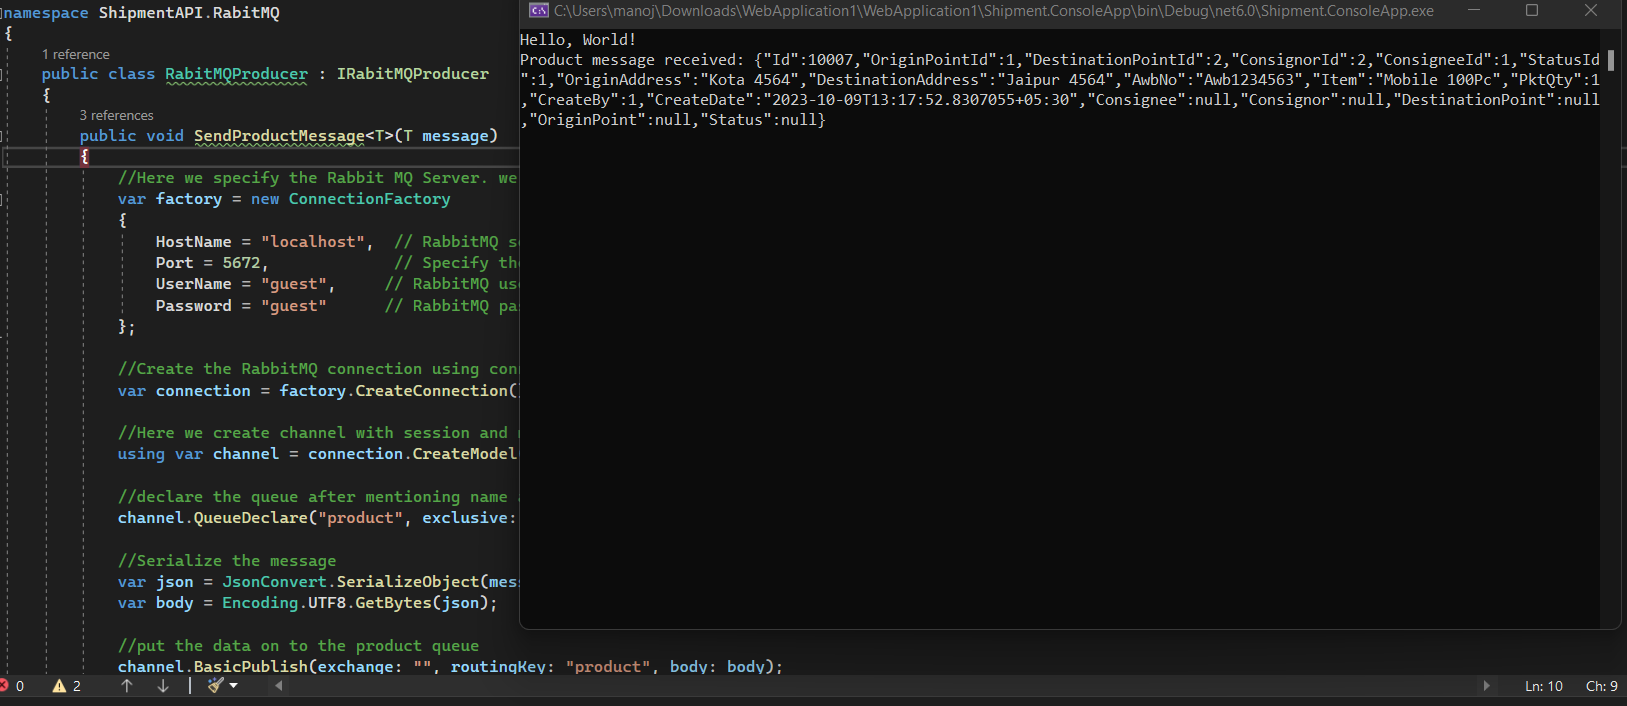 namespace ShipmentAPI.RabitMQ
{
1 reference
public class RabitMQProducer : IRabitMQProducer
{
3 references
public void SendProductMessage<T>(T message)
{
//Here we specify the Rabbit MQ Server. we
var factory = new ConnectionFactory
{
HostName = "localhost", // RabbitMQ
Port = 5672, // Specify
UserName = "guest", // RabbitMQ
Password = "guest" // RabbitMQ
};
//Create the RabbitMQ connection using
var connection = factory.CreateConnection(
//Here we create channel with session and
using var channel = connection.CreateModel
//declare the queue after mentioning name
channel.QueueDeclare("product", exclusive:
//Serialize the message
var json = JsonConvert.SerializeObject(mes
var body = Encoding.UTF8.GetBytes(json);
//put the data on to the product queue
channel.BasicPublish(exchange: "", routingKey: "product", body: body);
0 2 Ln: 10 Ch: 9
C:\Users\manoj\Downloads\WebApplication1\WebApplication1\Shipment.ConsoleApp\bin\Debug\net6.0\Shipment.ConsoleApp.exe
Hello, World!
Product message received: {"Id":10007,"OriginPointId":1,"DestinationPointId":2,"ConsignorId":2,"ConsigneeId":1,"StatusId
":1,"OriginAddress":"Kota 4564","DestinationAddress":"Jaipur 4564","AwbNo":"Awb1234563","Item":"Mobile 100Pc","PktQty":1
,"CreateBy":1,"CreateDate":"2023-10-09T13:17:52.8307055+05:30","Consignee":null,"Consignor":null,"DestinationPoint":null
,"OriginPoint":null,"Status":null}